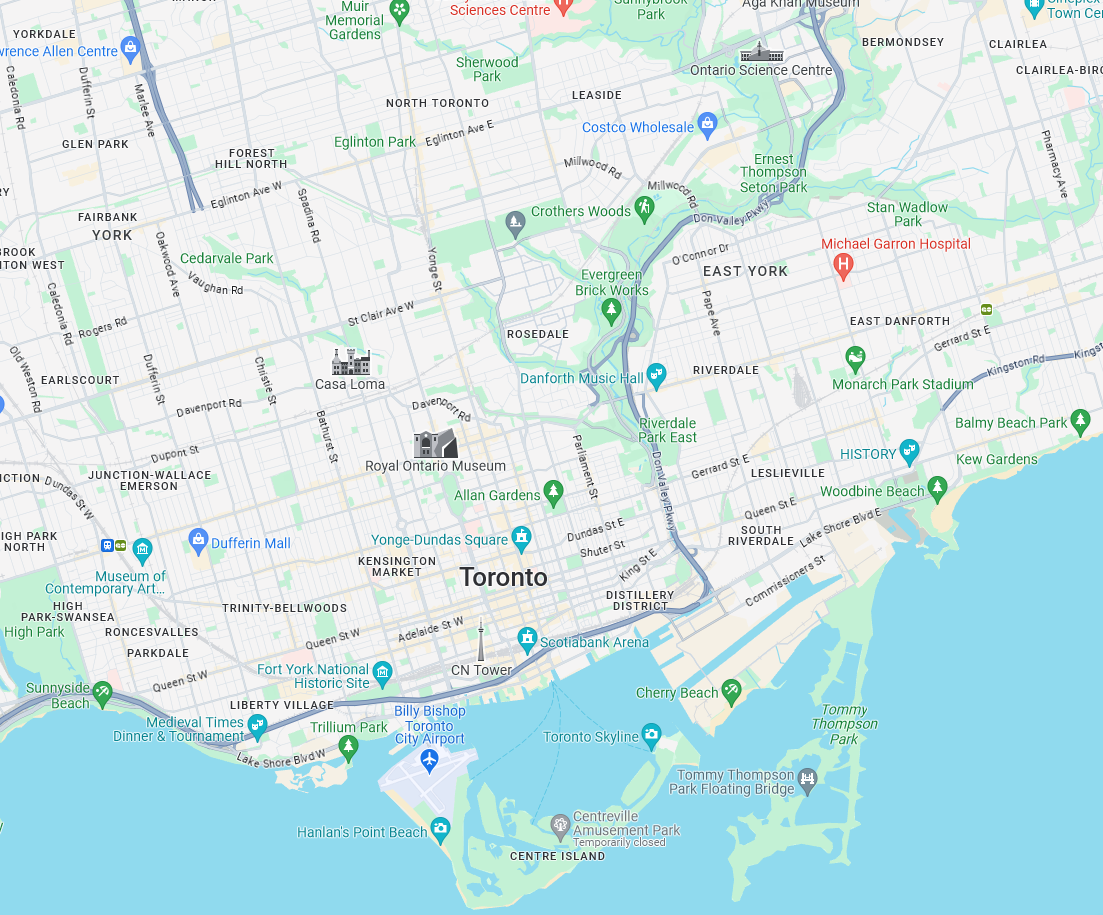 Muir
Memorial
Gardens
Sciences Centre
Sunnybrook
Park
Aga Khan Museum
Cineplex
Town Cen
YORKDALE
wrence Allen Centre
BERMONDSEY
CLAIRLEA
CLAIRLEA-BIRC
Sherwood
Park
Ontario Science Centre
Caledonia Rd
Dufferin St
Marlee Ave
NORTH TORONTO
LEASIDE
Costco Wholesale
GLEN PARK
Eglinton Park
Eglinton Ave E
Pharmacy Ave
FOREST
HILL NORTH
Millwood Rd
Ernest
Thompson
Seton Park
Eglinton Ave W
Spadina Rd
Millwood Rd
Crothers Woods
Don Valley Pkwy
Stan Wadlow
Park
FAIRBANK
YORK
Michael Garron Hospital
BROOK
TON WEST
Oakwood Ave
Cedarvale Park
Yonge St
O'Connor Dr
EAST YORK
Vaughan Rd
Evergreen
Brick Works
Caledonia Rd
Rogers Rd
St Clair Ave W
Pape Ave
EAST DANFORTH
ROSEDALE
Gerrard St E
Old Weston Rd
EARLSCOURT
Dufferin St
Christie St
Casa Loma
Danforth Music Hall
RIVERDALE
Kingston Rd
Kingst
Monarch Park Stadium
Davenport Rd
Davenport Rd
Bathurst St
Riverdale
Park East
Balmy Beach Park
Dupont St
Royal Ontario Museum
Parliament St
Don Valley Pkwy
Gerrard St E
HISTORY
Kew Gardens
NCTION
JUNCTION-WALLACE
EMERSON
Dundas St W
LESLIEVILLE
Allan Gardens
Woodbine Beach
Queen St E
Lake Shore Blvd E
HIGH PARK
NORTH
Dufferin Mall
Yonge-Dundas Square
Dundas St E
Shuter St
SOUTH
RIVERDALE
Museum of
Contemporary Art...
KENSINGTON
MARKET
Toronto
King St E
Commissioners St
HIGH
PARK-SWANSEA
High Park
TRINITY-BELLWOODS
DISTILLERY
DISTRICT
RONCESVALLES
PARKDALE
Queen St W
Adelaide St W
Scotiabank Arena
CN Tower
Fort York National
Historic Site
Queen St W
Sunnyside
Beach
Cherry Beach
LIBERTY VILLAGE
Medieval Times
Dinner & Tournament
Trillium Park
Billy Bishop
Toronto
City Airport
Tommy
Thompson
Park
Toronto Skyline
Lake Shore Blvd W
Tommy Thompson
Park Floating Bridge
Hanlan's Point Beach
Centreville
Amusement Park
Temporarily closed
CENTRE ISLAND